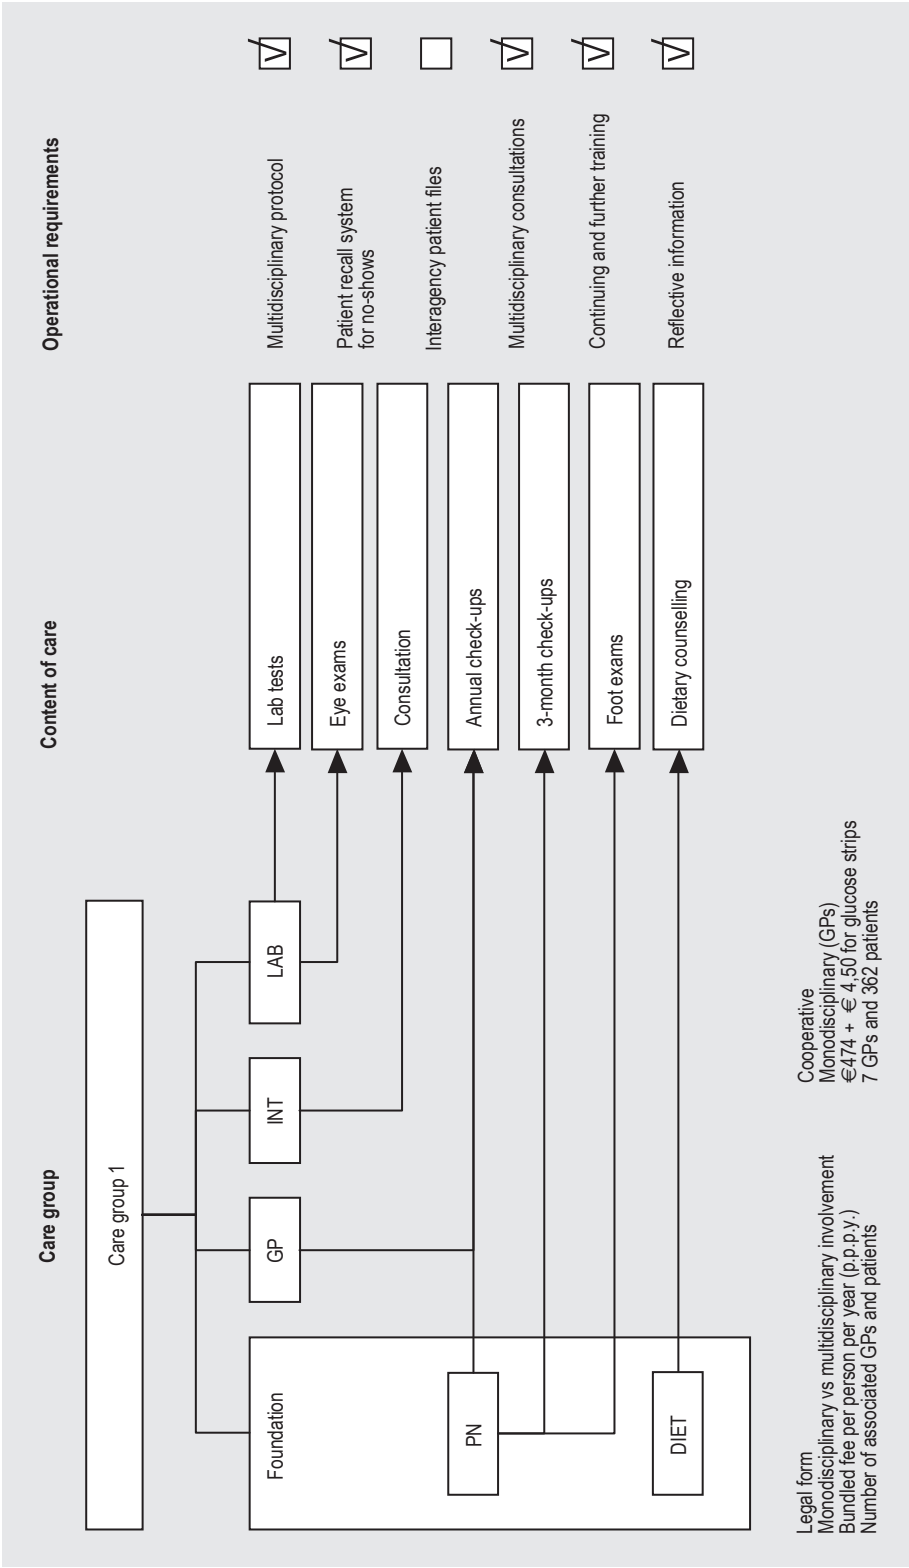 Care group
Content of care
Operational requirements
Care group 1
Foundation
PN
DIET
GP
INT
LAB
Lab tests
Eye exams
Consultation
Annual check-ups
3-month check-ups
Foot exams
Dietary counselling
Multidisciplinary protocol
Patient recall system
for no-shows
Interagency patient files
Multidisciplinary consultations
Continuing and further training
Reflective information
Legal form
Monodisciplinary vs multidisciplinary involvement
Bundled fee per person per year (p.p.p.y.)
Number of associated GPs and patients
Cooperative
Monodisciplinary (GPs)
€474 + € 4,50 for glucose strips
7 GPs and 362 patients